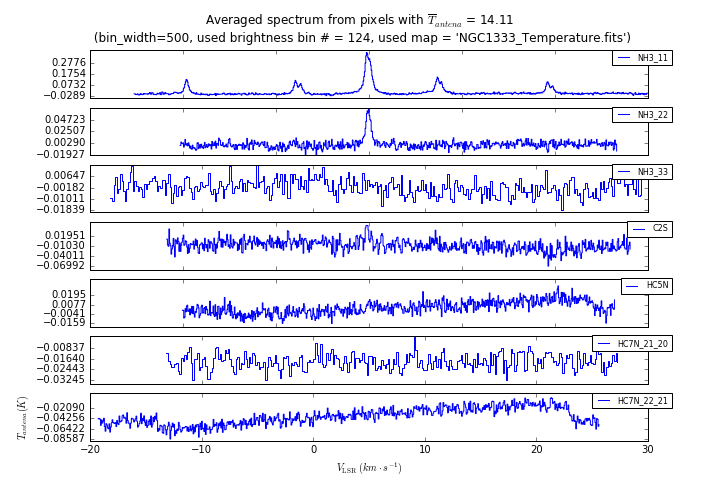 Averaged spectrum from pixels with T̅_antena = 14.11
(bin_width=500, used brightness bin # = 124, used map = 'NGC1333_Temperature.fits')
NH3_11
0.2776
0.1754
0.0732
−0.0289
NH3_22
0.04723
0.02507
0.00290
−0.01927
NH3_33
0.00647
−0.00182
−0.01011
−0.01839
C2S
0.01951
−0.01030
−0.04011
−0.06992
HC5N
0.0195
0.0077
−0.0041
−0.0159
HC7N_21_20
−0.00837
−0.01640
−0.02443
−0.03245
HC7N_22_21
−0.02090
−0.04256
−0.06422
−0.08587
T_antena(K)
−20 −10 0 10 20 30
V_LSR (km · s⁻¹)